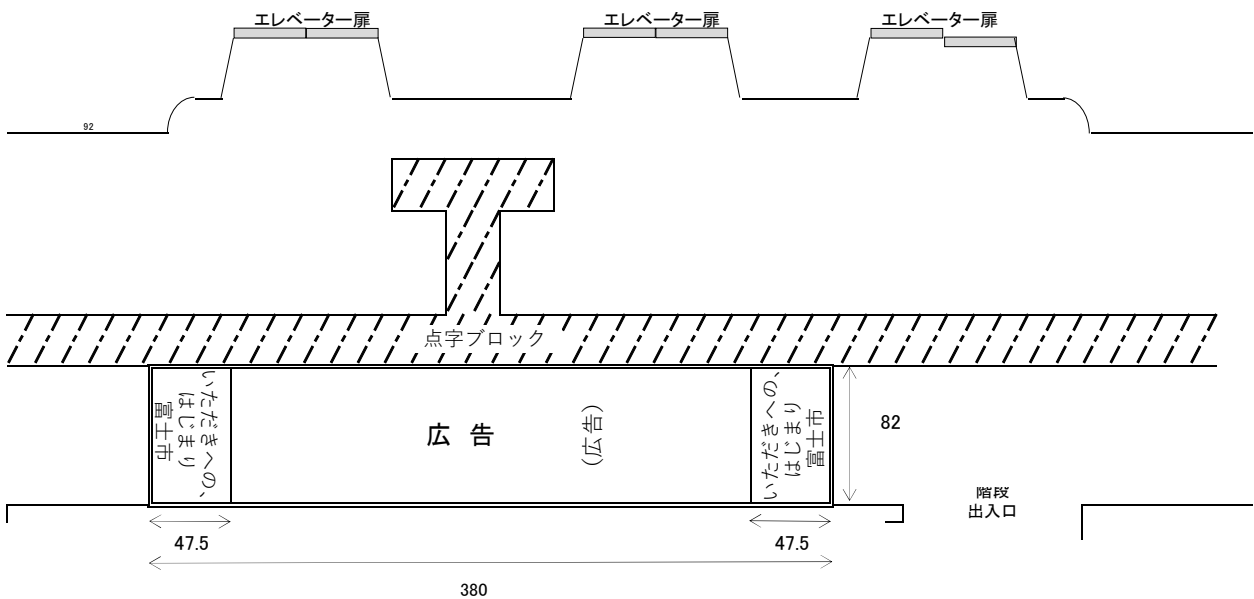 エレベーター扉
エレベーター扉
エレベーター扉
92
点字ブロック
いただきへの、
はじまり
富士市
広 告
(広告)
いただきへの、
はじまり
富士市
82
階段
出入口
47.5
47.5
380